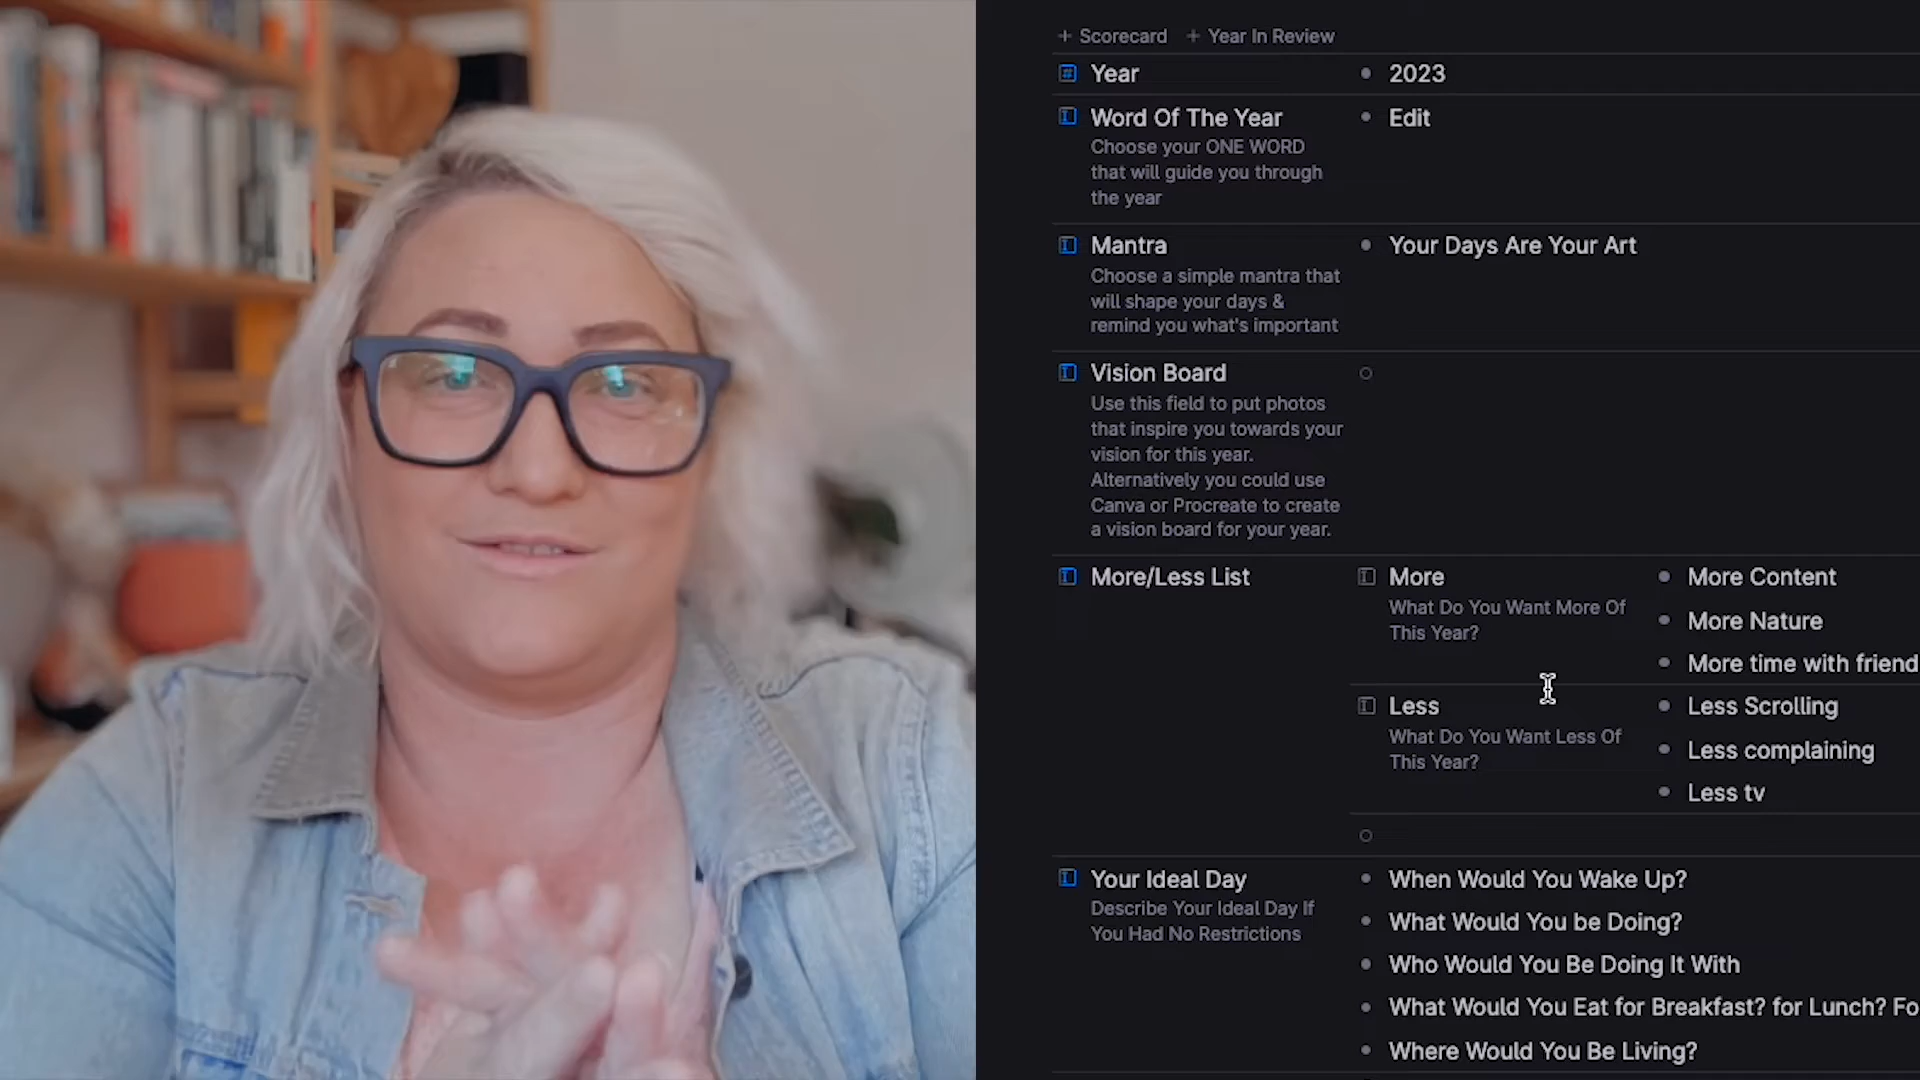 + Scorecard + Year In Review
Year
2023
Word Of The Year
Edit
Choose your ONE WORD
that will guide you through
the year
Mantra
Your Days Are Your Art
Choose a simple mantra that
will shape your days &
remind you what's important
Vision Board
Use this field to put photos
that inspire you towards your
vision for this year.
Alternatively you could use
Canva or Procreate to create
a vision board for your year.
More/Less List
More
What Do You Want More Of
This Year?
More Content
More Nature
More time with friend
Less
What Do You Want Less Of
This Year?
Less Scrolling
Less complaining
Less tv
Your Ideal Day
Describe Your Ideal Day If
You Had No Restrictions
When Would You Wake Up?
What Would You be Doing?
Who Would You Be Doing It With
What Would You Eat for Breakfast? for Lunch? Fo
Where Would You Be Living?